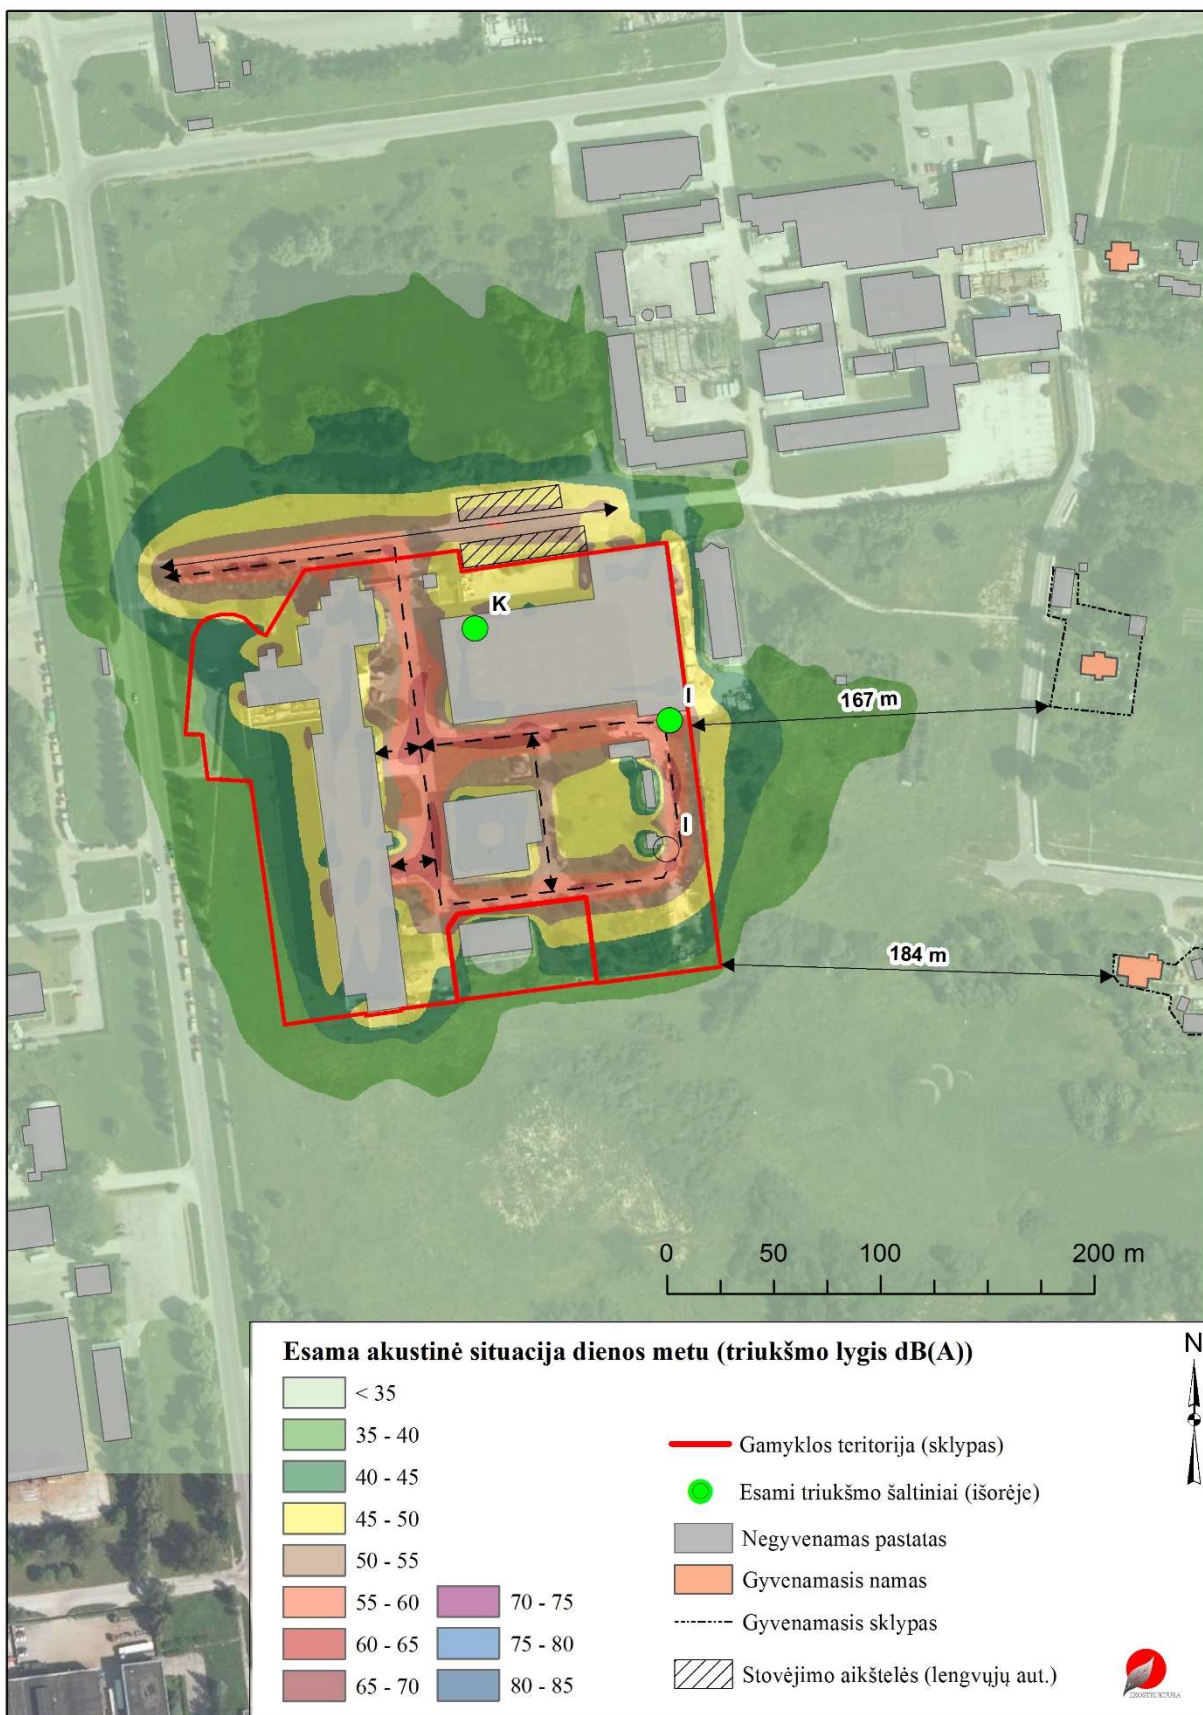 K
I
167 m
I
184 m
0 50 100 200 m
N
Esama akustinė situacija dienos metu (triukšmo lygis dB(A))
< 35
35 - 40
40 - 45
45 - 50
50 - 55
55 - 60
60 - 65
65 - 70
70 - 75
75 - 80
80 - 85
Gamyklos teritorija (sklypas)
Esami triukšmo šaltiniai (išorėje)
Negyvenamas pastatas
Gyvenamasis namas
Gyvenamasis sklypas
Stovėjimo aikštelės (lengvųjų aut.)